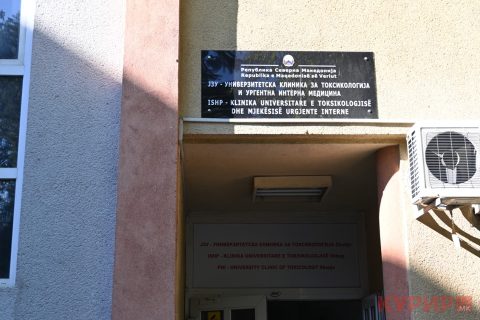 Република Северна Македонија
Republika e Maqedonisë së Veriut
ЈЗУ - УНИВЕРЗИТЕТСКА КЛИНИКА ЗА ТОКСИКОЛОГИЈА
И УРГЕНТНА ИНТЕРНА МЕДИЦИНА
ISHP - KLINIKA UNIVERSITARE E TOKSIKOLOGJISË
DHE MJEKËSISË URGJENTE INTERNE
ЈЗУ - УНИВЕРЗИТЕТСКА КЛИНИКА ЗА ТОКСИКОЛОГИЈА Скопје
ISHP - KLINIKA UNIVERSITARE E TOKSIKOLOGJISË Shkup
PHI - UNIVERSITY CLINIC OF TOXICOLOGY Skopje
КУРИР.МК